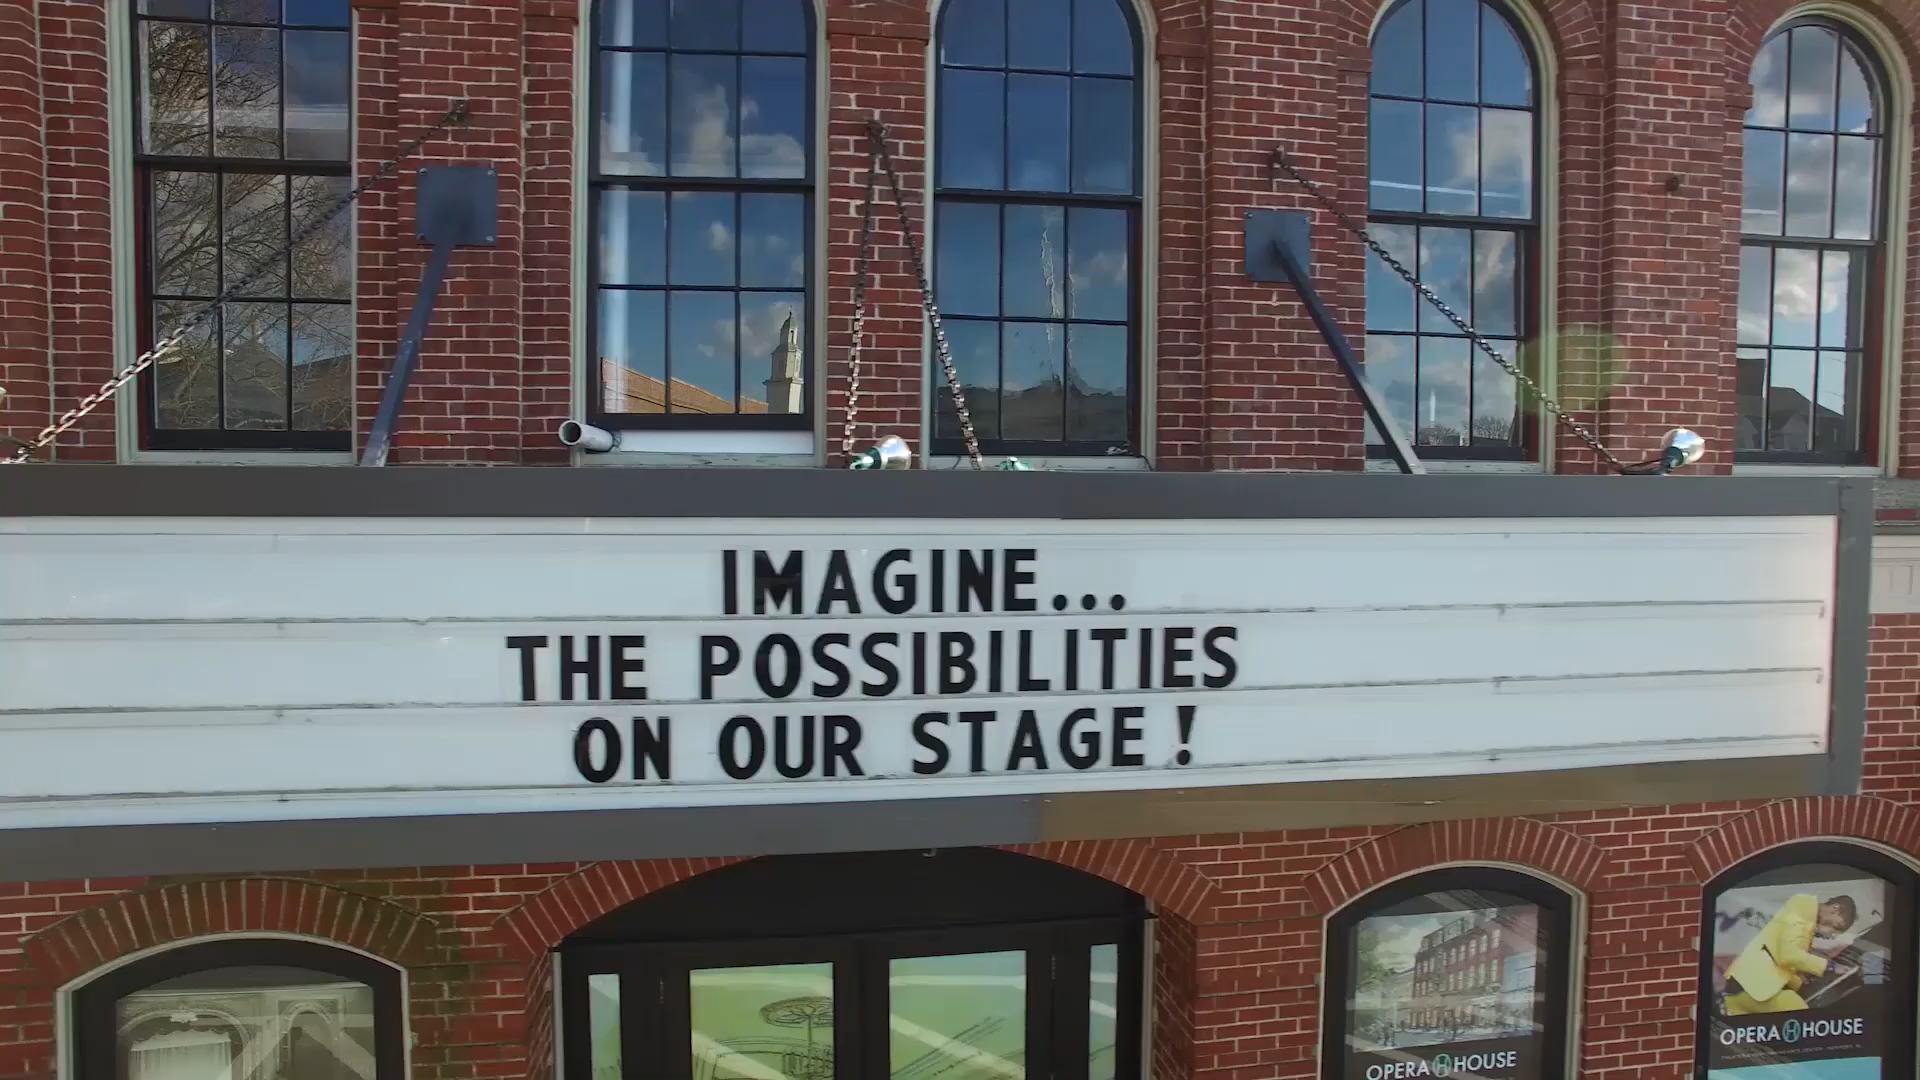 IMAGINE...
THE POSSIBILITIES
ON OUR STAGE !
OPERA HOUSE
OPERA HOUSE